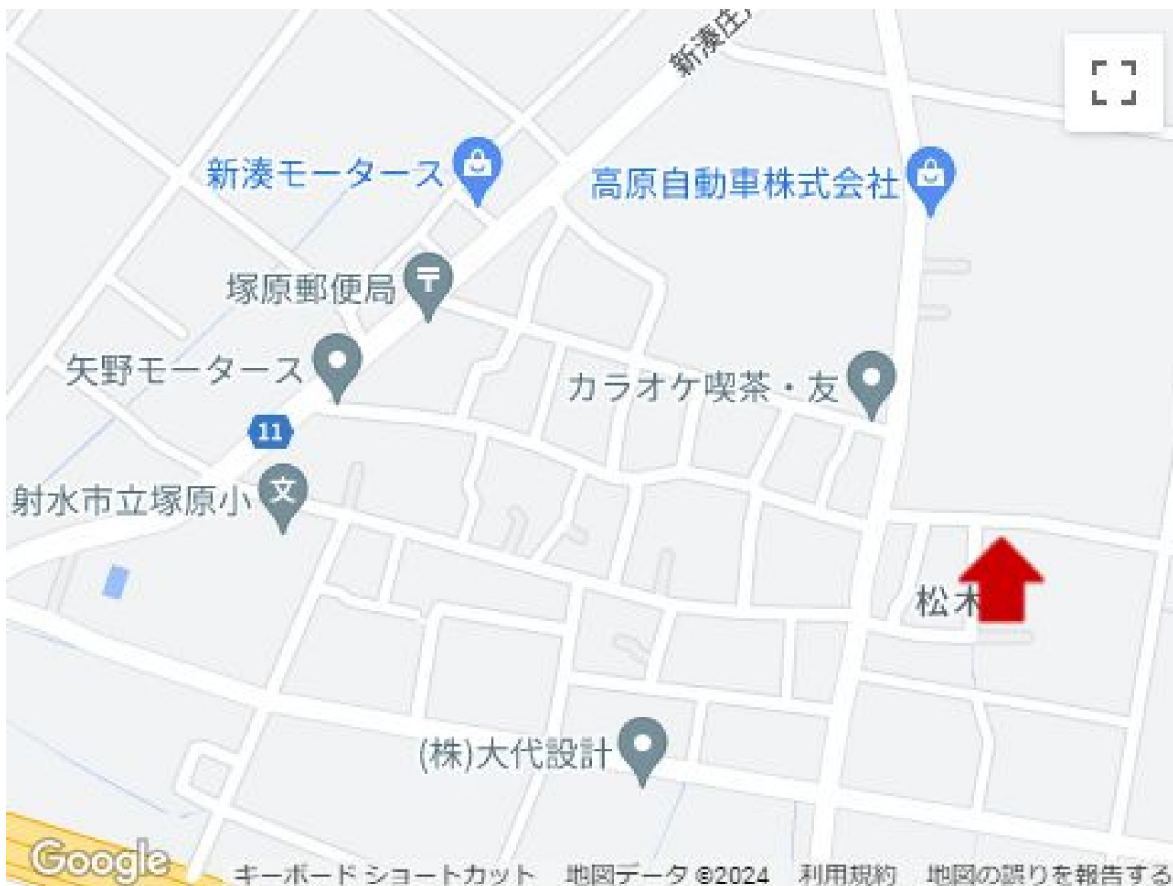 新湊庄川
新湊モータース
高原自動車株式会社
塚原郵便局
矢野モータース
カラオケ喫茶・友
11
射水市立塚原小
文
松木
(株)大代設計
Google
キーボード ショートカット 地図データ ©2024 利用規約 地図の誤りを報告する